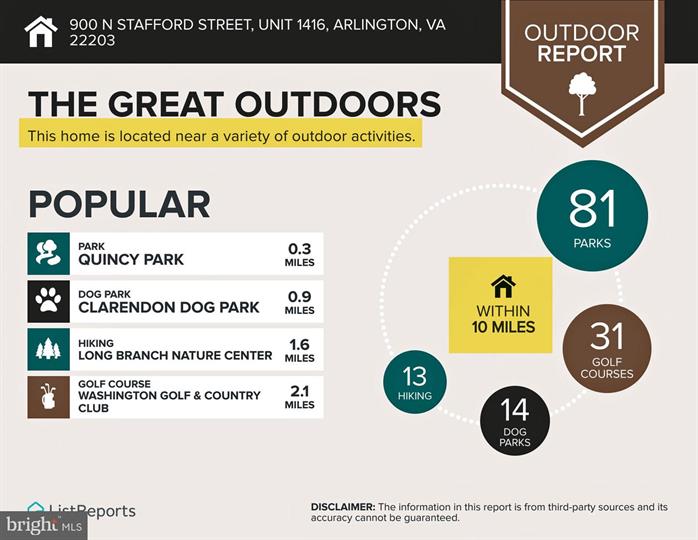 900 N STAFFORD STREET, UNIT 1416, ARLINGTON, VA
22203
OUTDOOR
REPORT
THE GREAT OUTDOORS
This home is located near a variety of outdoor activities.
POPULAR
PARK
QUINCY PARK
0.3
MILES
DOG PARK
CLARENDON DOG PARK
0.9
MILES
HIKING
LONG BRANCH NATURE CENTER
1.6
MILES
GOLF COURSE
WASHINGTON GOLF & COUNTRY
CLUB
2.1
MILES
81
PARKS
WITHIN
10 MILES
31
GOLF
COURSES
13
HIKING
14
DOG
PARKS
ListReports
bright MLS
DISCLAIMER: The information in this report is from third-party sources and its
accuracy cannot be guaranteed.